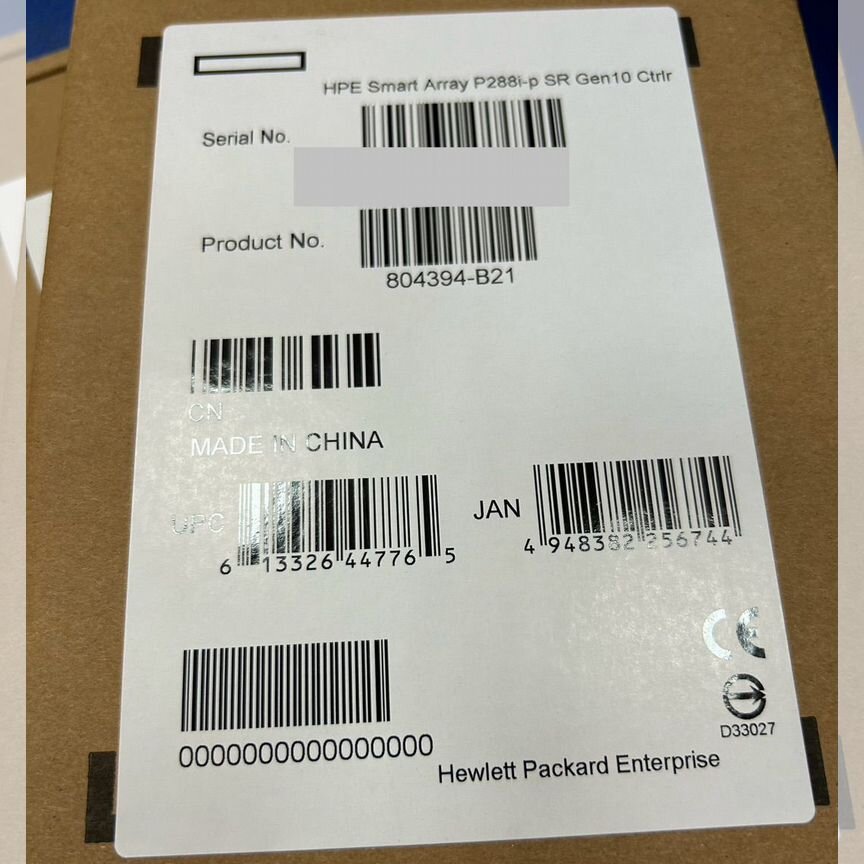 HPE Smart Array P288i-p SR Gen10 Ctrlr
Serial No.
Product No.
804394-B21
CN
MADE IN CHINA
UPC
6 13326 44776 5
JAN
4 948382 256744
CE
D33027
0000000000000000
Hewlett Packard Enterprise